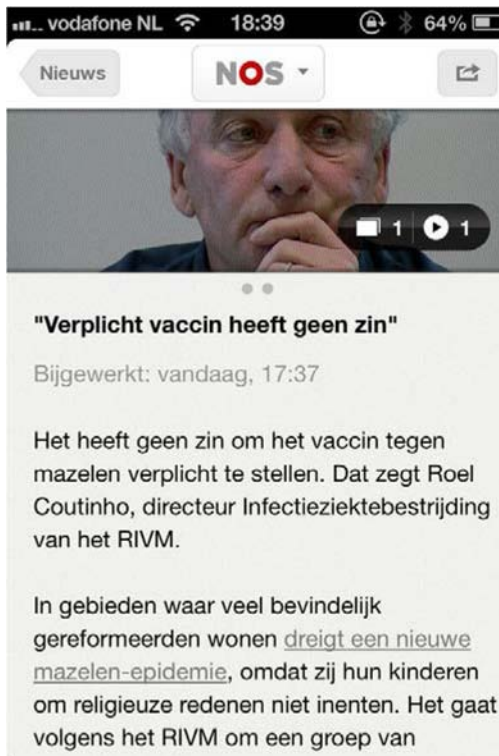 vodafone NL 18:39 64%
Nieuws NOS
1 1
"Verplicht vaccin heeft geen zin"
Bijgewerkt: vandaag, 17:37
Het heeft geen zin om het vaccin tegen
mazelen verplicht te stellen. Dat zegt Roel
Coutinho, directeur Infectieziektebestrijding
van het RIVM.
In gebieden waar veel bevindelijk
gereformeerden wonen dreigt een nieuwe
mazelen-epidemie, omdat zij hun kinderen
om religieuze redenen niet inenten. Het gaat
volgens het RIVM om een groep van